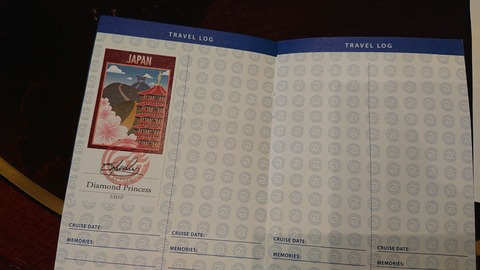 TRAVEL LOG
TRAVEL LOG
JAPAN
Diamond Princess
SHIP
CRUISE DATE:
CRUISE DATE:
CRUISE DATE:
CRUISE DATE:
MEMORIES:
MEMORIES:
MEMORIES:
MEMORIES: